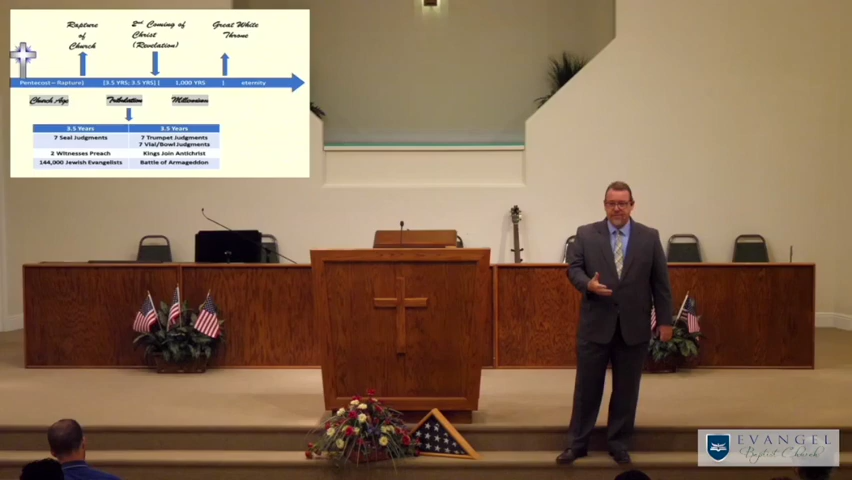 Rapture
of
Church
2nd Coming of
Christ
(Revelation)
Great White
Throne
Pentecost – Rapture} [3.5 YRS; 3.5 YRS] [ 1,000 YRS [ eternity
Church Age Tribulation Millennium
3.5 Years 3.5 Years
7 Seal Judgments 7 Trumpet Judgments
7 Vial/Bowl Judgments
2 Witnesses Preach Kings Join Antichrist
144,000 Jewish Evangelists Battle of Armageddon
EVANGEL
Baptist Church